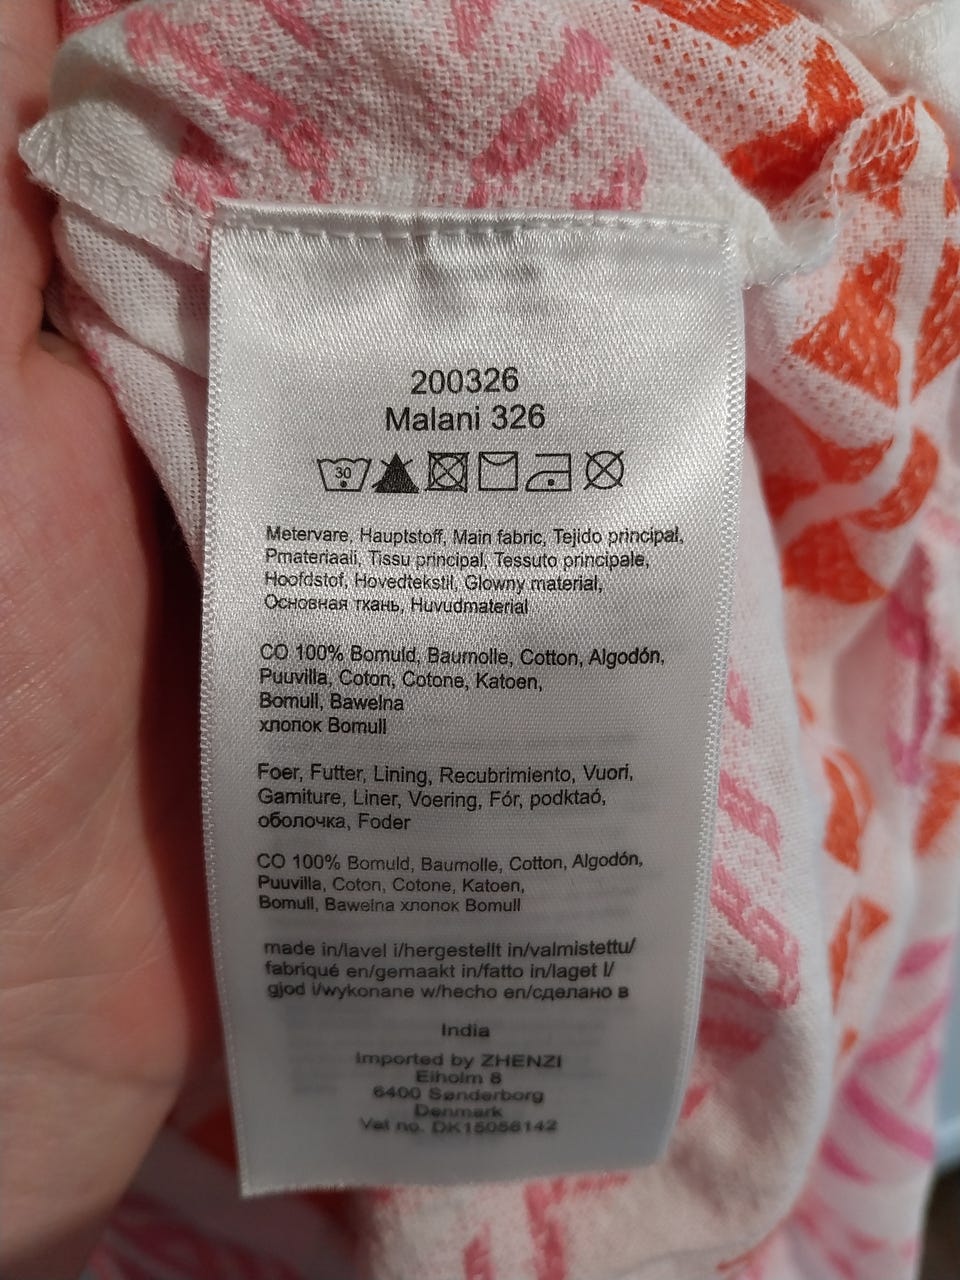 200326
Malani 326
30
Metervare, Hauptstoff, Main fabric, Tejido principal,
Pmateriaali, Tissu principal, Tessuto principale,
Hoofdstof, Hovedtekstil, Glowny material,
Основная ткань, Huvudmaterial
CO 100% Bomuld, Baumolle, Cotton, Algodón,
Puuvilla, Coton, Cotone, Katoen,
Bomull, Bawelna
хлопок Bomull
Foer, Futter, Lining, Recubrimiento, Vuori,
Garniture, Liner, Voering, Fór, podktaó,
оболочка, Foder
CO 100% Bomuld, Baumolle, Cotton, Algodón,
Puuvilla, Coton, Cotone, Katoen,
Bomull, Bawelna хлопок Bomull
made in/lavel i/hergestellt in/valmistettu/
fabriqué en/gemaakt in/fatto in/laget I/
gjod i/wykonane w/hecho en/сделано в
India
Imported by ZHENZI
Eiholm 8
6400 Sønderborg
Denmark
Vat no. DK15056142